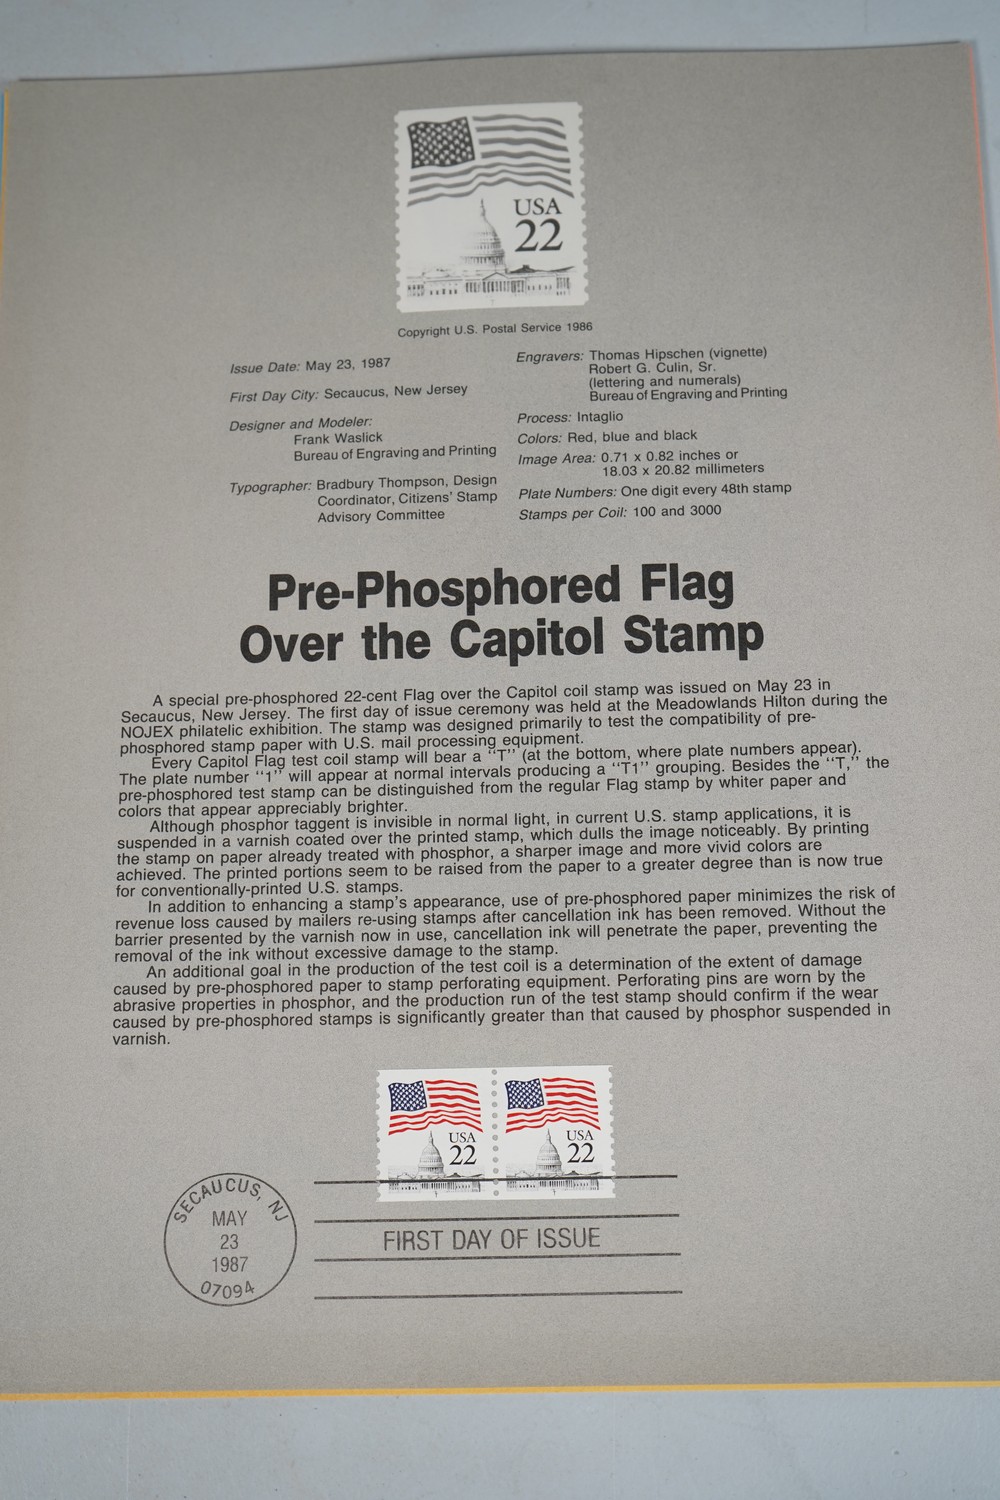 USA
22
Copyright U.S. Postal Service 1986
Issue Date: May 23, 1987
First Day City: Secaucus, New Jersey
Designer and Modeler:
Frank Waslick
Bureau of Engraving and Printing
Typographer: Bradbury Thompson, Design
Coordinator, Citizens' Stamp
Advisory Committee
Engravers: Thomas Hipschen (vignette)
Robert G. Culin, Sr.
(lettering and numerals)
Bureau of Engraving and Printing
Process: Intaglio
Colors: Red, blue and black
Image Area: 0.71 x 0.82 inches or
18.03 x 20.82 millimeters
Plate Numbers: One digit every 48th stamp
Stamps per Coil: 100 and 3000
Pre-Phosphored Flag
Over the Capitol Stamp
A special pre-phosphored 22-cent Flag over the Capitol coil stamp was issued on May 23 in
Secaucus, New Jersey. The first day of issue ceremony was held at the Meadowlands Hilton during the
NOJEX philatelic exhibition. The stamp was designed primarily to test the compatibility of pre-
phosphored stamp paper with U.S. mail processing equipment.
Every Capitol Flag test coil stamp will bear a "T" (at the bottom, where plate numbers appear).
The plate number "1" will appear at normal intervals producing a "T1" grouping. Besides the "T," the
pre-phosphored test stamp can be distinguished from the regular Flag stamp by whiter paper and
colors that appear appreciably brighter.
Although phosphor taggent is invisible in normal light, in current U.S. stamp applications, it is
suspended in a varnish coated over the printed stamp, which dulls the image noticeably. By printing
the stamp on paper already treated with phosphor, a sharper image and more vivid colors are
achieved. The printed portions seem to be raised from the paper to a greater degree than is now true
for conventionally-printed U.S. stamps.
In addition to enhancing a stamp's appearance, use of pre-phosphored paper minimizes the risk of
revenue loss caused by mailers re-using stamps after cancellation ink has been removed. Without the
barrier presented by the varnish now in use, cancellation ink will penetrate the paper, preventing the
removal of the ink without excessive damage to the stamp.
An additional goal in the production of the test coil is a determination of the extent of damage
caused by pre-phosphored paper to stamp perforating equipment. Perforating pins are worn by the
abrasive properties in phosphor, and the production run of the test stamp should confirm if the wear
caused by pre-phosphored stamps is significantly greater than that caused by phosphor suspended in
varnish.
USA
22
USA
22
T
T
SECAUCUS, NJ
MAY
23
1987
07094
FIRST DAY OF ISSUE